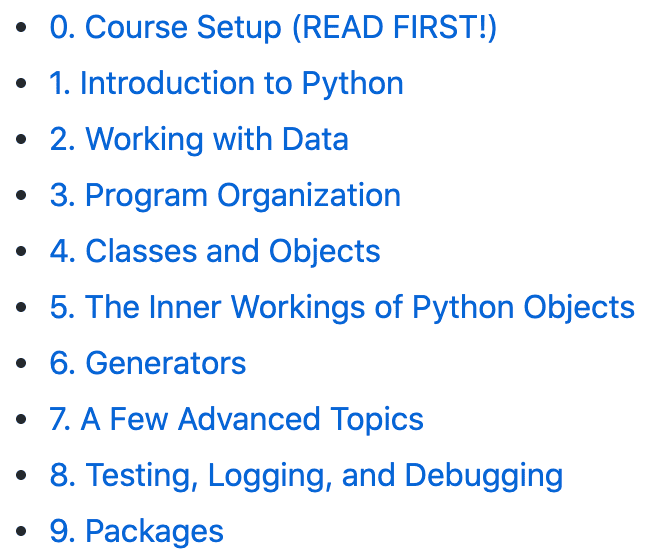 • 0. Course Setup (READ FIRST!)
• 1. Introduction to Python
• 2. Working with Data
• 3. Program Organization
• 4. Classes and Objects
• 5. The Inner Workings of Python Objects
• 6. Generators
• 7. A Few Advanced Topics
• 8. Testing, Logging, and Debugging
• 9. Packages